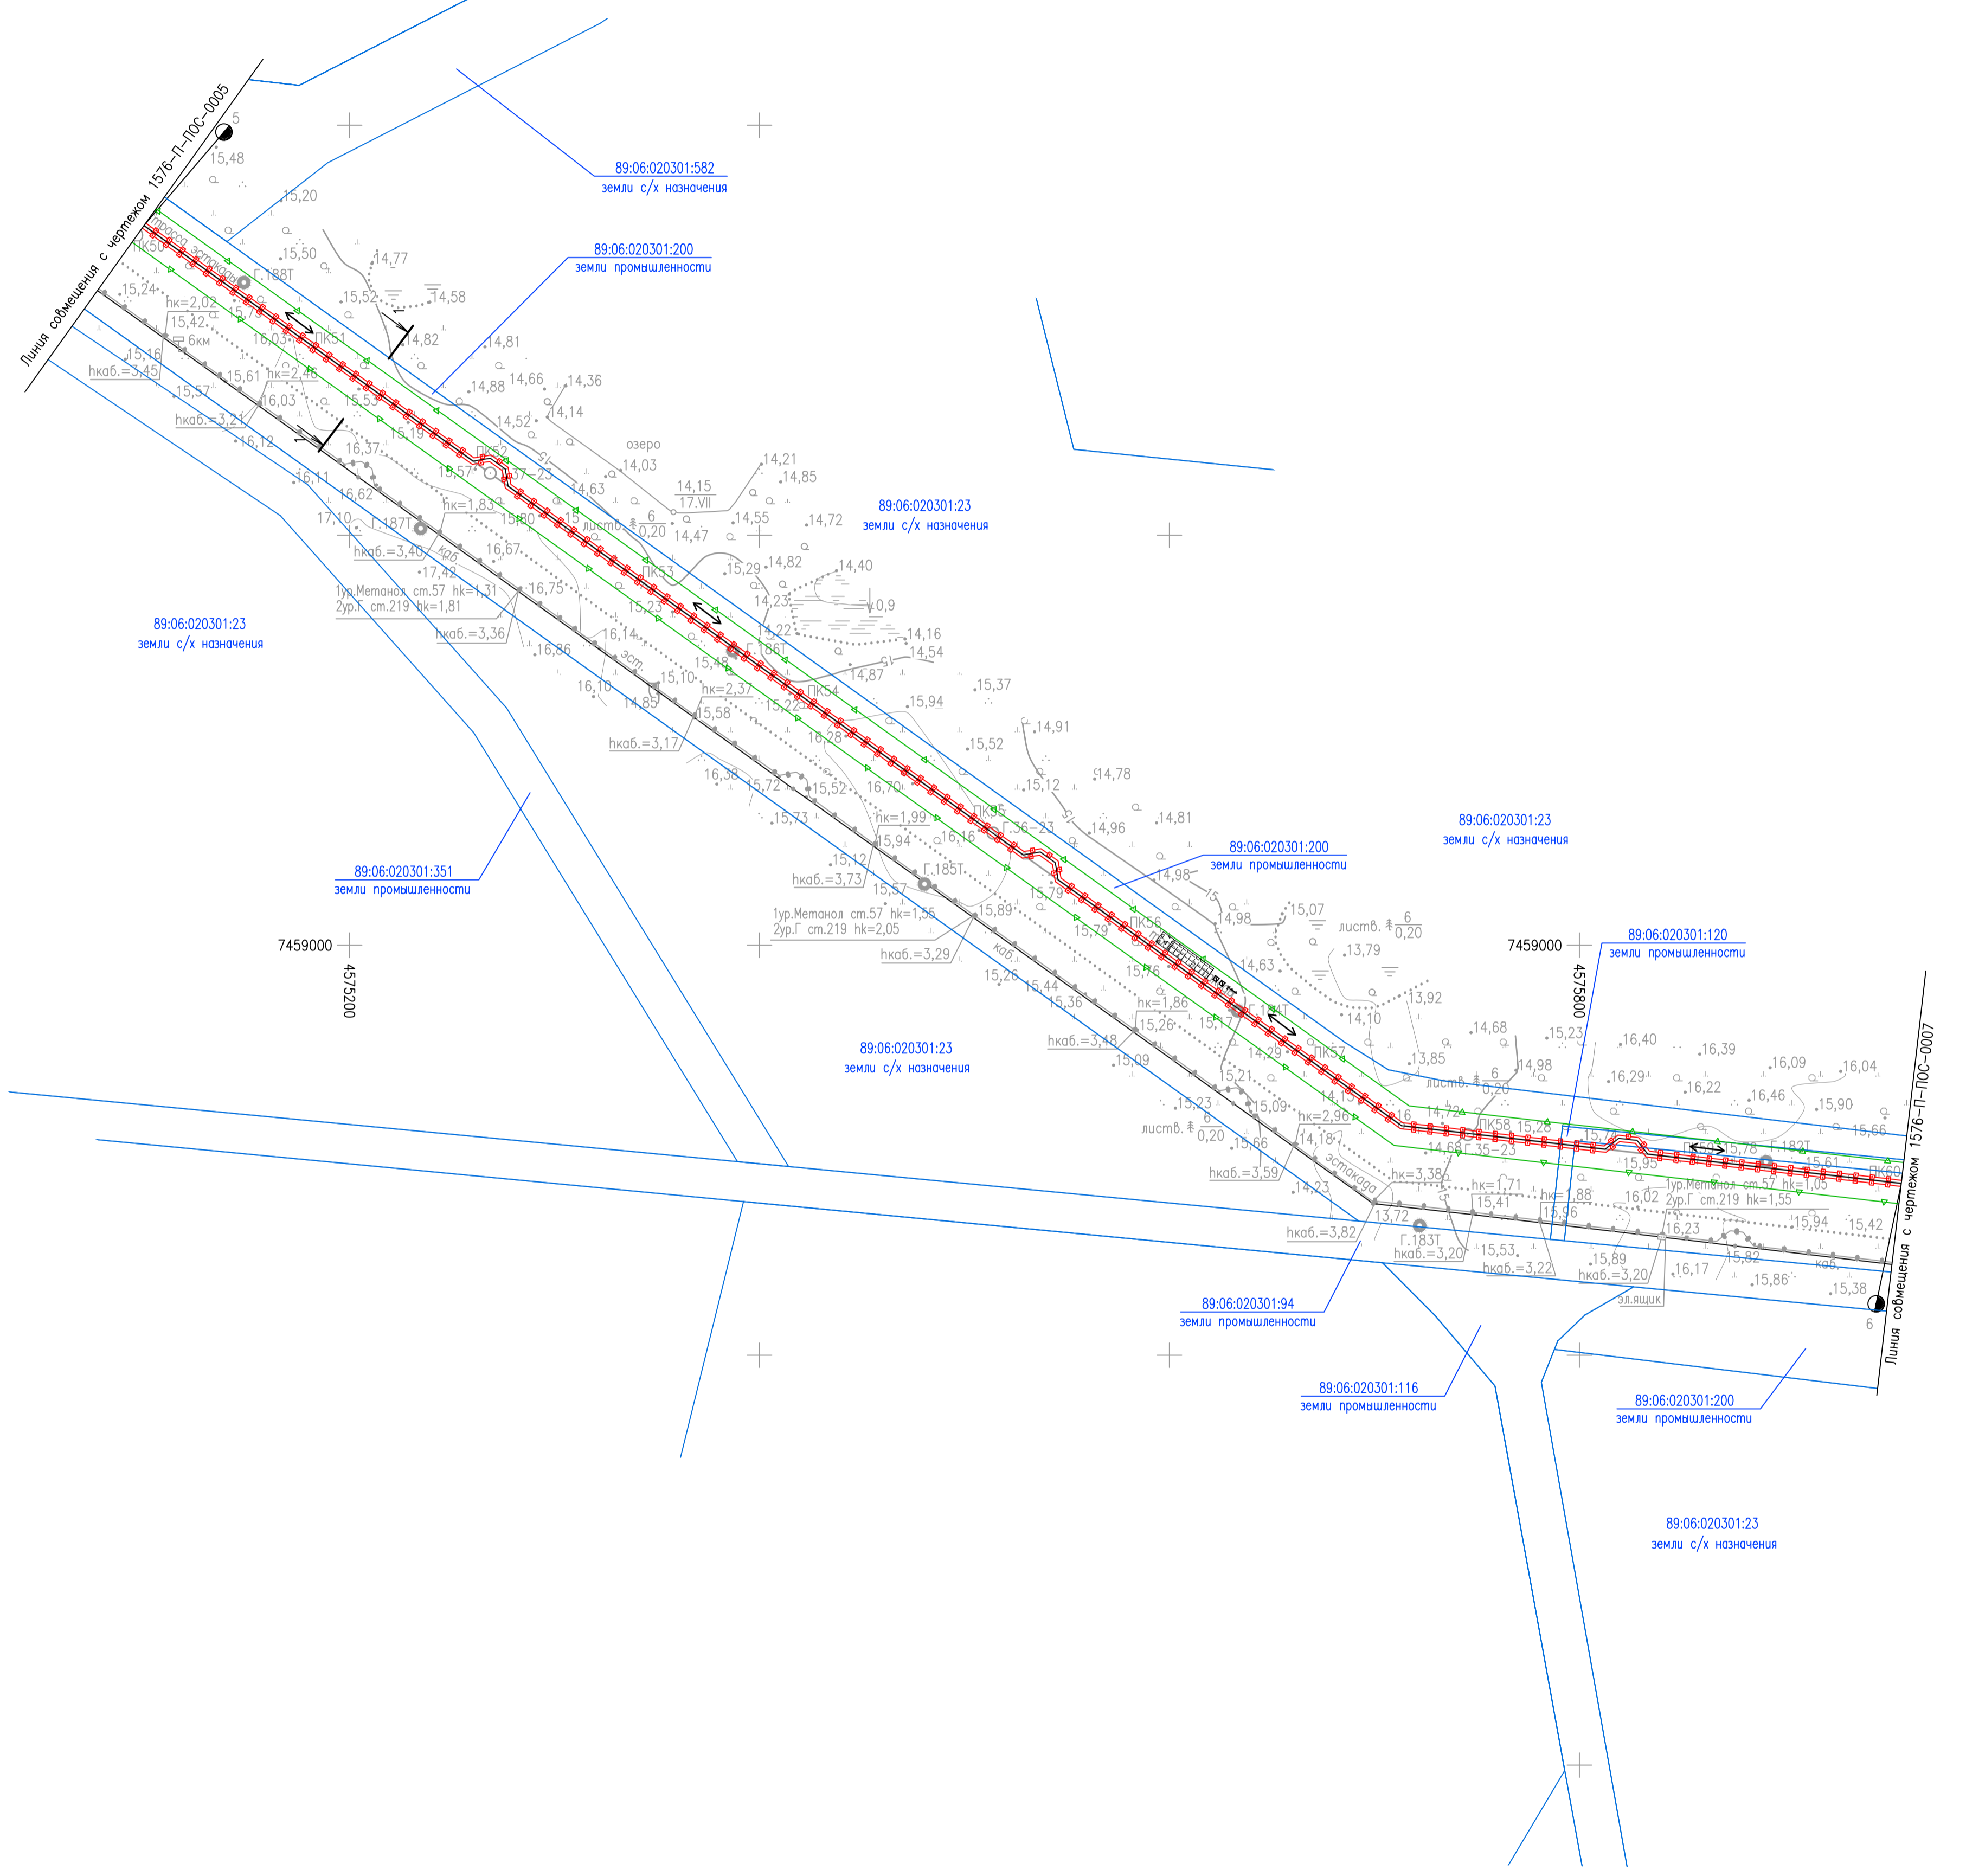 Линия совмещения с чертежом 1576-П-ПОС-0005
5
15,48
15,20
трасса эстакады
ПК50
15,50
Г.188Т
14,77
15,24
hк=2,02
15,42
6км
15,52
14,58
1
14,82
14,81
15,16
hкаб.=3,45
16,03
ПК51
15,57
15,61
hк=2,46
16,03
15,53
14,88
14,66
14,36
14,14
14,52
hкаб.=3,21
16,12
1
15,19
16,37
ПК52
15
озеро
14,03
14,21
14,85
16,11
16,62
15,57
14,63
14,15
17.VII
89:06:020301:582
земли с/х назначения
89:06:020301:200
земли промышленности
89:06:020301:23
земли с/х назначения
17,10
Г.187Т
hк=1,83
15
листв.
6
0,20
14,55
14,47
14,72
hкаб.=3,40
каб.
16,67
17,42
1ур.Метанол ст.57 hк=1,31
2ур.Г ст.219 hк=1,81
16,75
ПК53
15,29
14,82
14,40
15,23
14,23
0,9
89:06:020301:23
земли с/х назначения
hкаб.=3,36
16,86
16,14
эст.
14,22
14,16
15,48
Г.186Т
15
14,54
14,87
16,10
14,85
15,10
hк=2,37
15,22
ПК54
15,37
15,94
15,58
hкаб.=3,17
16,28
14,91
15,52
14,78
16,38
15,72
15,52
16,70
15,12
15
15,73
hк=1,99
15,94
16,16
ПК55
Г.36-23
14,96
14,81
89:06:020301:23
земли с/х назначения
89:06:020301:200
земли промышленности
89:06:020301:351
земли промышленности
15,12
hкаб.=3,73
15,57
Г.185Т
15,79
14,98
15
1ур.Метанол ст.57 hк=1,55
2ур.Г ст.219 hк=2,05
15,89
15,79
ПК56
14,98
15,07
листв.
6
0,20
hкаб.=3,29
каб.
13,79
15,76
14,63
7459000
4575200
7459000
4575800
89:06:020301:120
земли промышленности
15,26
15,44
15,36
hк=1,86
15,26
15,17
13,92
14,10
hкаб.=3,48
15,09
14,29
ПК57
14,68
13,85
14,98
15,23
16,40
16,39
16,09
16,04
89:06:020301:23
земли с/х назначения
15,21
15,23
15,09
листв.
6
0,20
15,66
hк=2,96
14,18
листв.
6
0,20
14,72
ПК58
15,28
16,29
16,22
16,46
15,90
15,66
hкаб.=3,59
эстакада
14,23
hк=3,38
14,68
Г.35-23
15,95
15,78
Г.182Т
15,61
ПК60
13,72
hкаб.=3,82
Г.183Т
hкаб.=3,20
hк=1,71
15,41
hк=1,88
15,96
16,02
1ур.Метанол ст.57 hк=1,05
2ур.Г ст.219 hк=1,55
16,23
15,94
15,42
15,53
hкаб.=3,22
15,89
hкаб.=3,20
16,17
15,82
15,86
каб.
15,38
эл.ящик
6
Линия совмещения с чертежом 1576-П-ПОС-0007
89:06:020301:94
земли промышленности
89:06:020301:116
земли промышленности
89:06:020301:200
земли промышленности
89:06:020301:23
земли с/х назначения